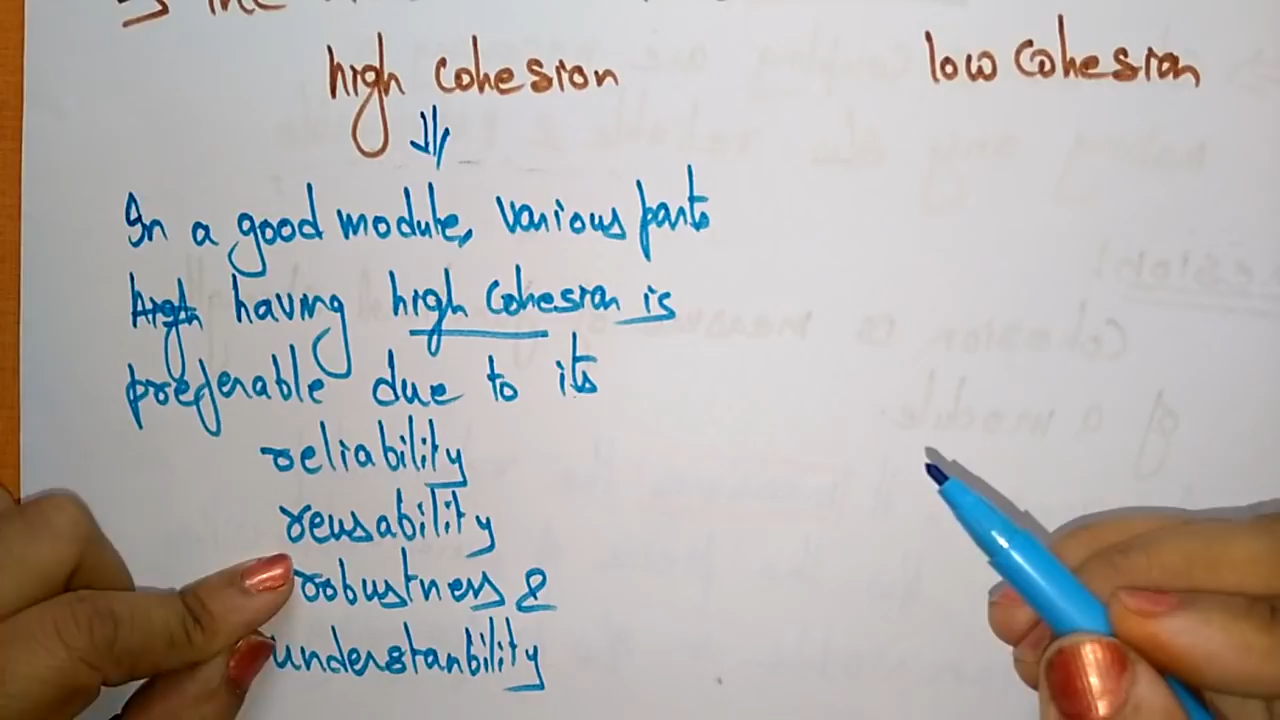 high cohesion
low cohesion
In a good module, various parts
high having high cohesion is
preferable due to its
reliability
reusability
robustness &
understanbility